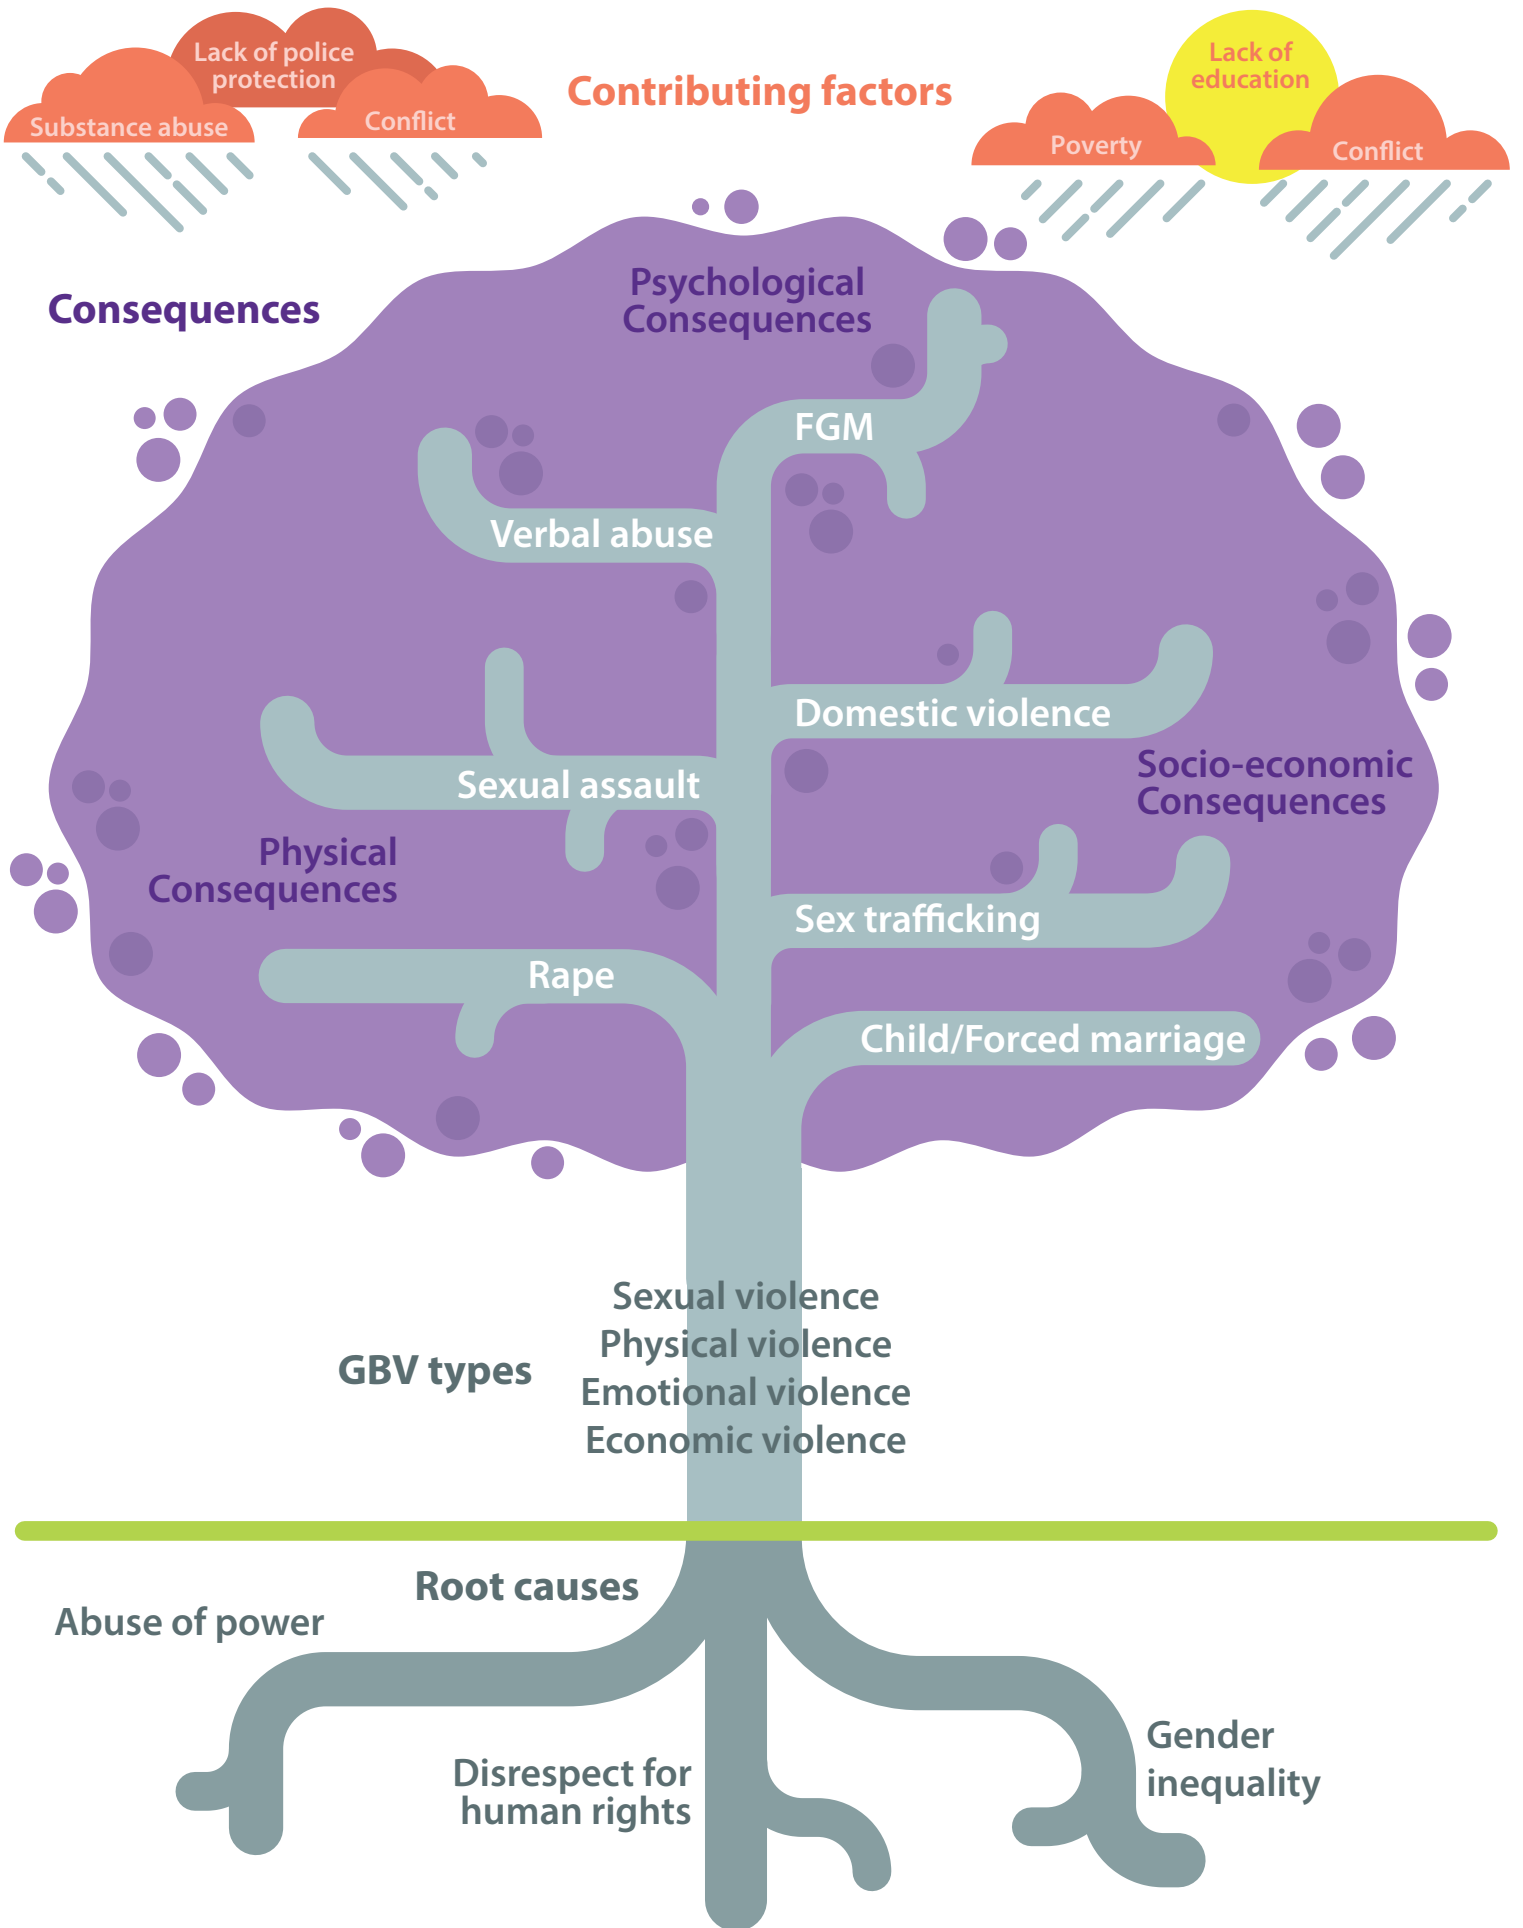 Lack of police
protection
Substance abuse
Conflict
Contributing factors
Lack of
education
Poverty
Conflict
Consequences
Psychological
Consequences
FGM
Verbal abuse
Domestic violence
Sexual assault
Socio-economic
Consequences
Physical
Consequences
Sex trafficking
Rape
Child/Forced marriage
GBV types
Sexual violence
Physical violence
Emotional violence
Economic violence
Root causes
Abuse of power
Disrespect for
human rights
Gender
inequality